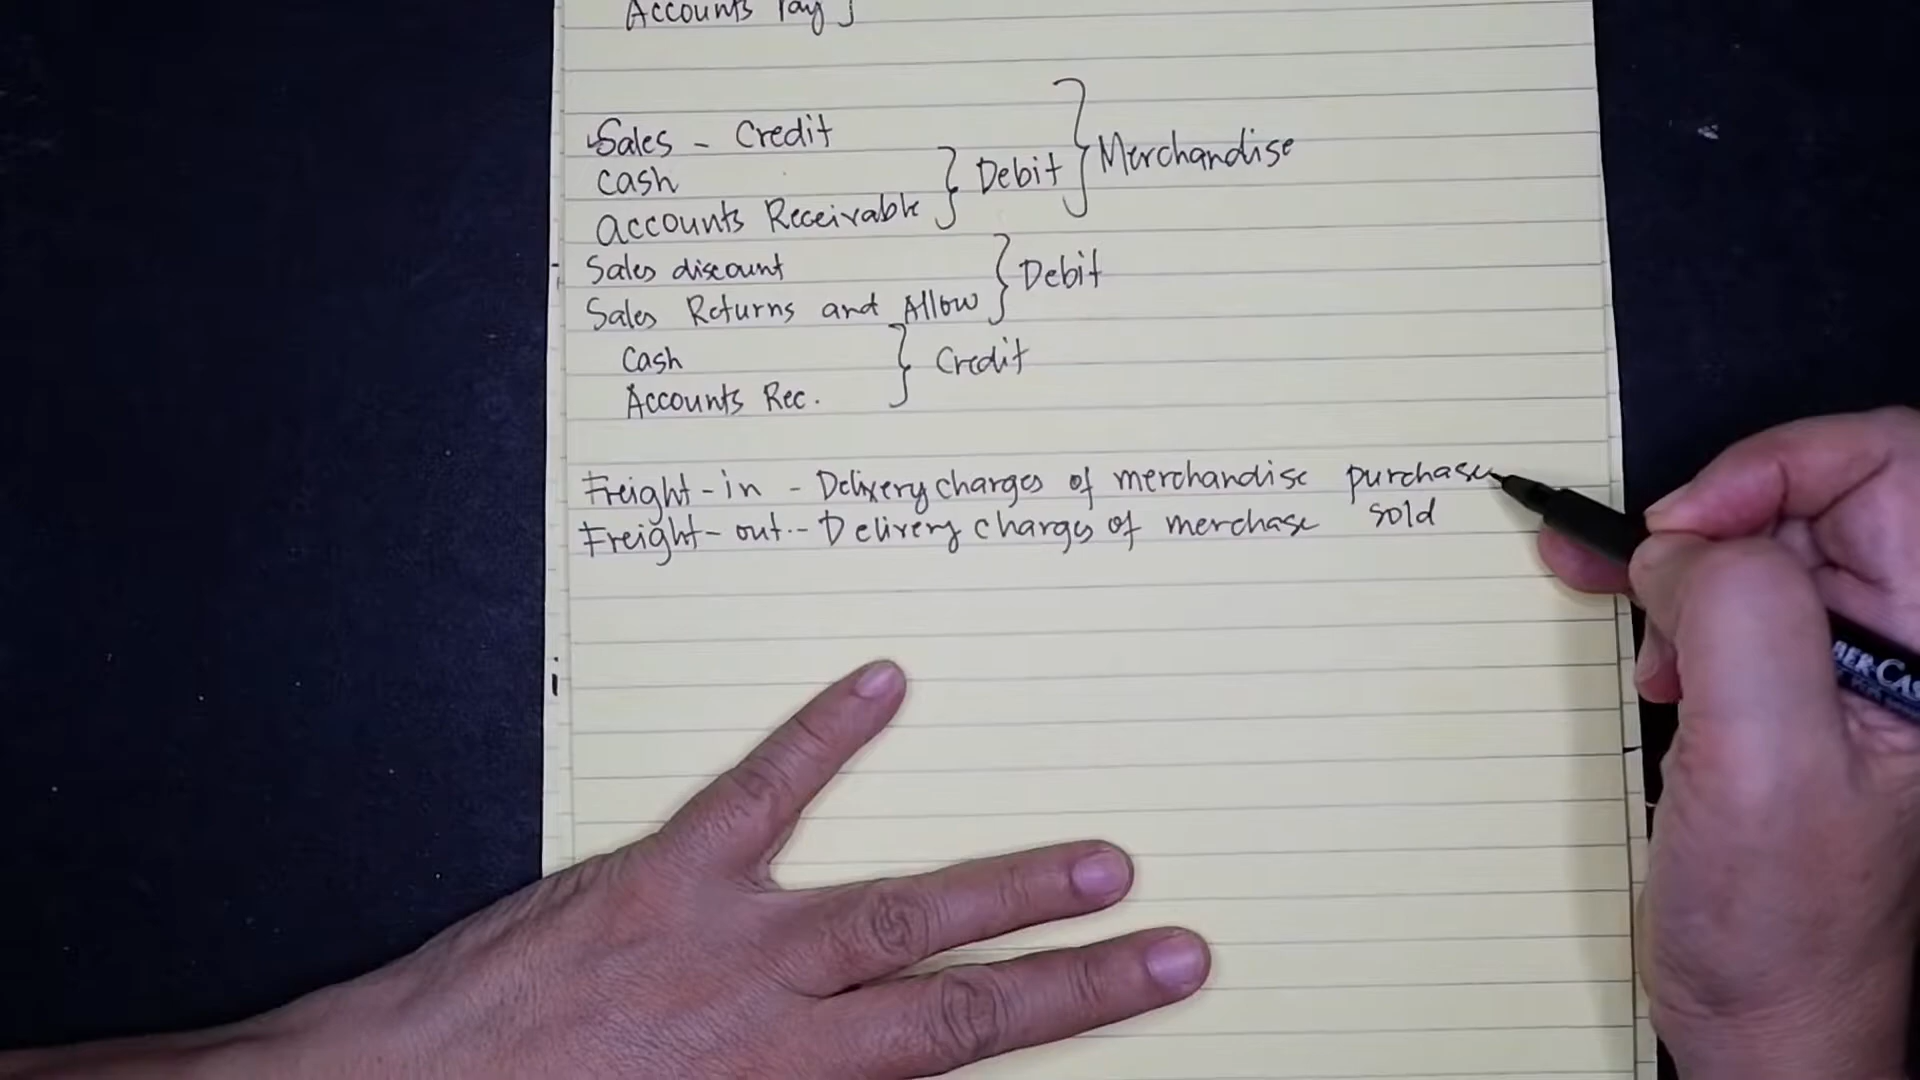 Accounts Pay }
Sales - Credit
Cash
accounts Receivable } Debit } Merchandise
Sales discount
Sales Returns and Allow } Debit
Cash
Accounts Rec. } Credit
Freight-in - Delivery charges of merchandise purchase
Freight-out - Delivery charges of merchase sold